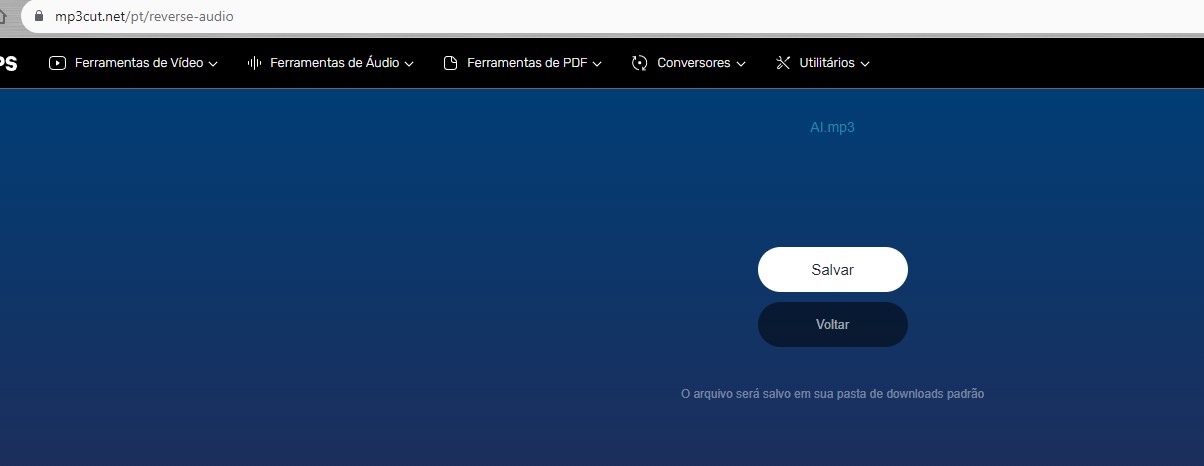 mp3cut.net/pt/reverse-audio
PS Ferramentas de Vídeo Ferramentas de Áudio Ferramentas de PDF Conversores Utilitários
AI.mp3
Salvar
Voltar
O arquivo será salvo em sua pasta de downloads padrão